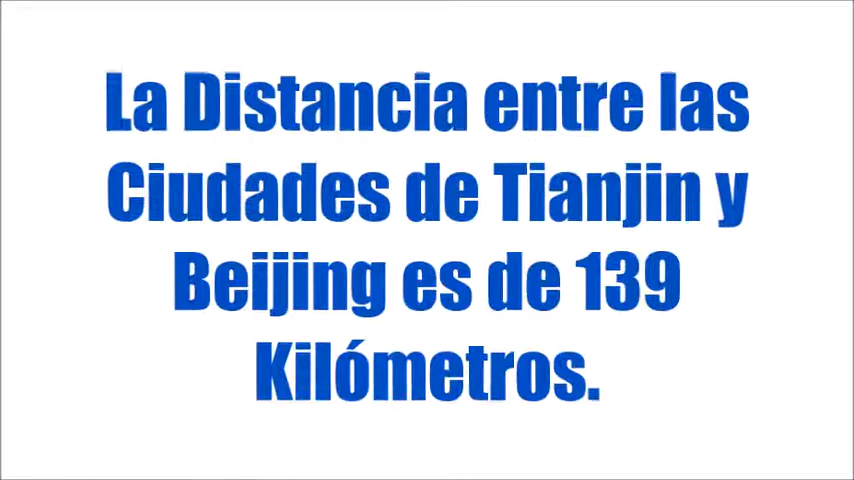 La Distancia entre las
Ciudades de Tianjin y
Beijing es de 139
Kilómetros.